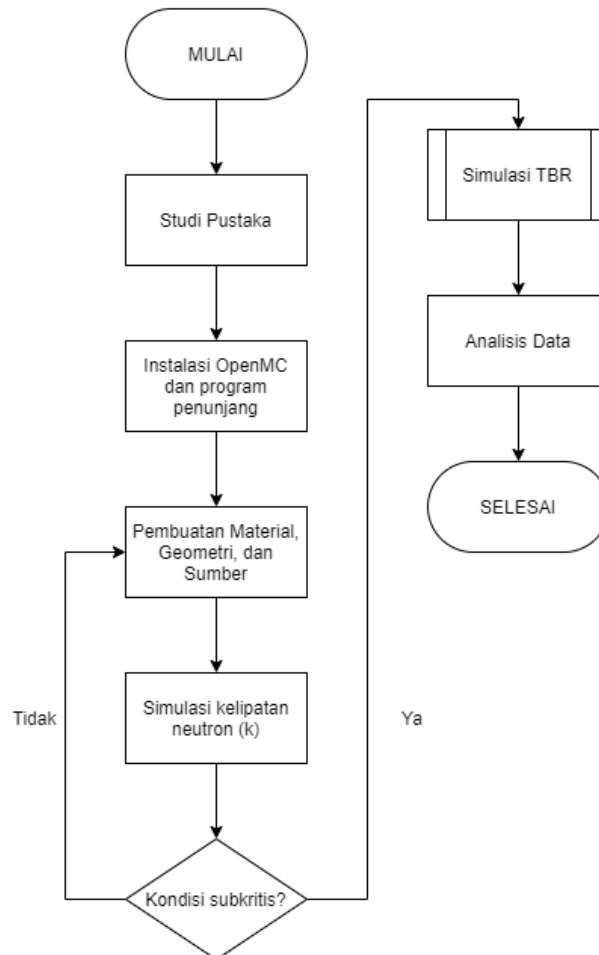 MULAI
Studi Pustaka
Instalasi OpenMC
dan program
penunjang
Pembuatan Material,
Geometri, dan
Sumber
Simulasi kelipatan
neutron (k)
Kondisi subkritis?
Tidak
Ya
Simulasi TBR
Analisis Data
SELESAI